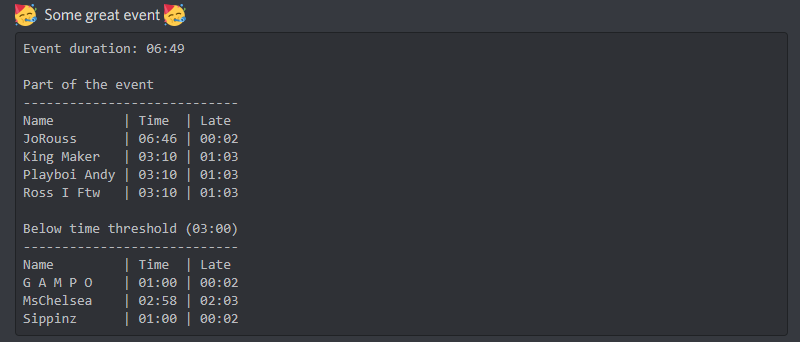 🥳 Some great event 🥳
Event duration: 06:49
Part of the event
----------------------------
Name         | Time  | Late
JoRouss      | 06:46 | 00:02
King Maker   | 03:10 | 01:03
Playboi Andy | 03:10 | 01:03
Ross I Ftw   | 03:10 | 01:03
Below time threshold (03:00)
----------------------------
Name         | Time  | Late
G A M P O    | 01:00 | 00:02
MsChelsea    | 02:58 | 02:03
Sippinz      | 01:00 | 00:02